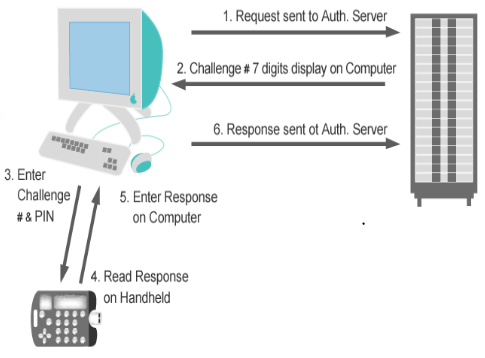 1. Request sent to Auth. Server
2. Challenge # 7 digits display on Computer
6. Response sent ot Auth. Server
3. Enter
Challenge
# & PIN
5. Enter Response
on Computer
4. Read Response
on Handheld
.